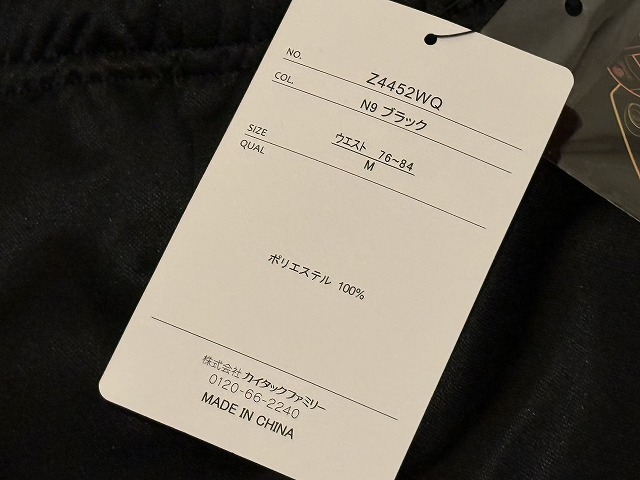 NO. Z4452WQ
COL. N9 ブラック
SIZE ウエスト 76~84
M
QUAL
ポリエステル 100%
株式会社 カイタックファミリー
0120-66-2240
MADE IN CHINA